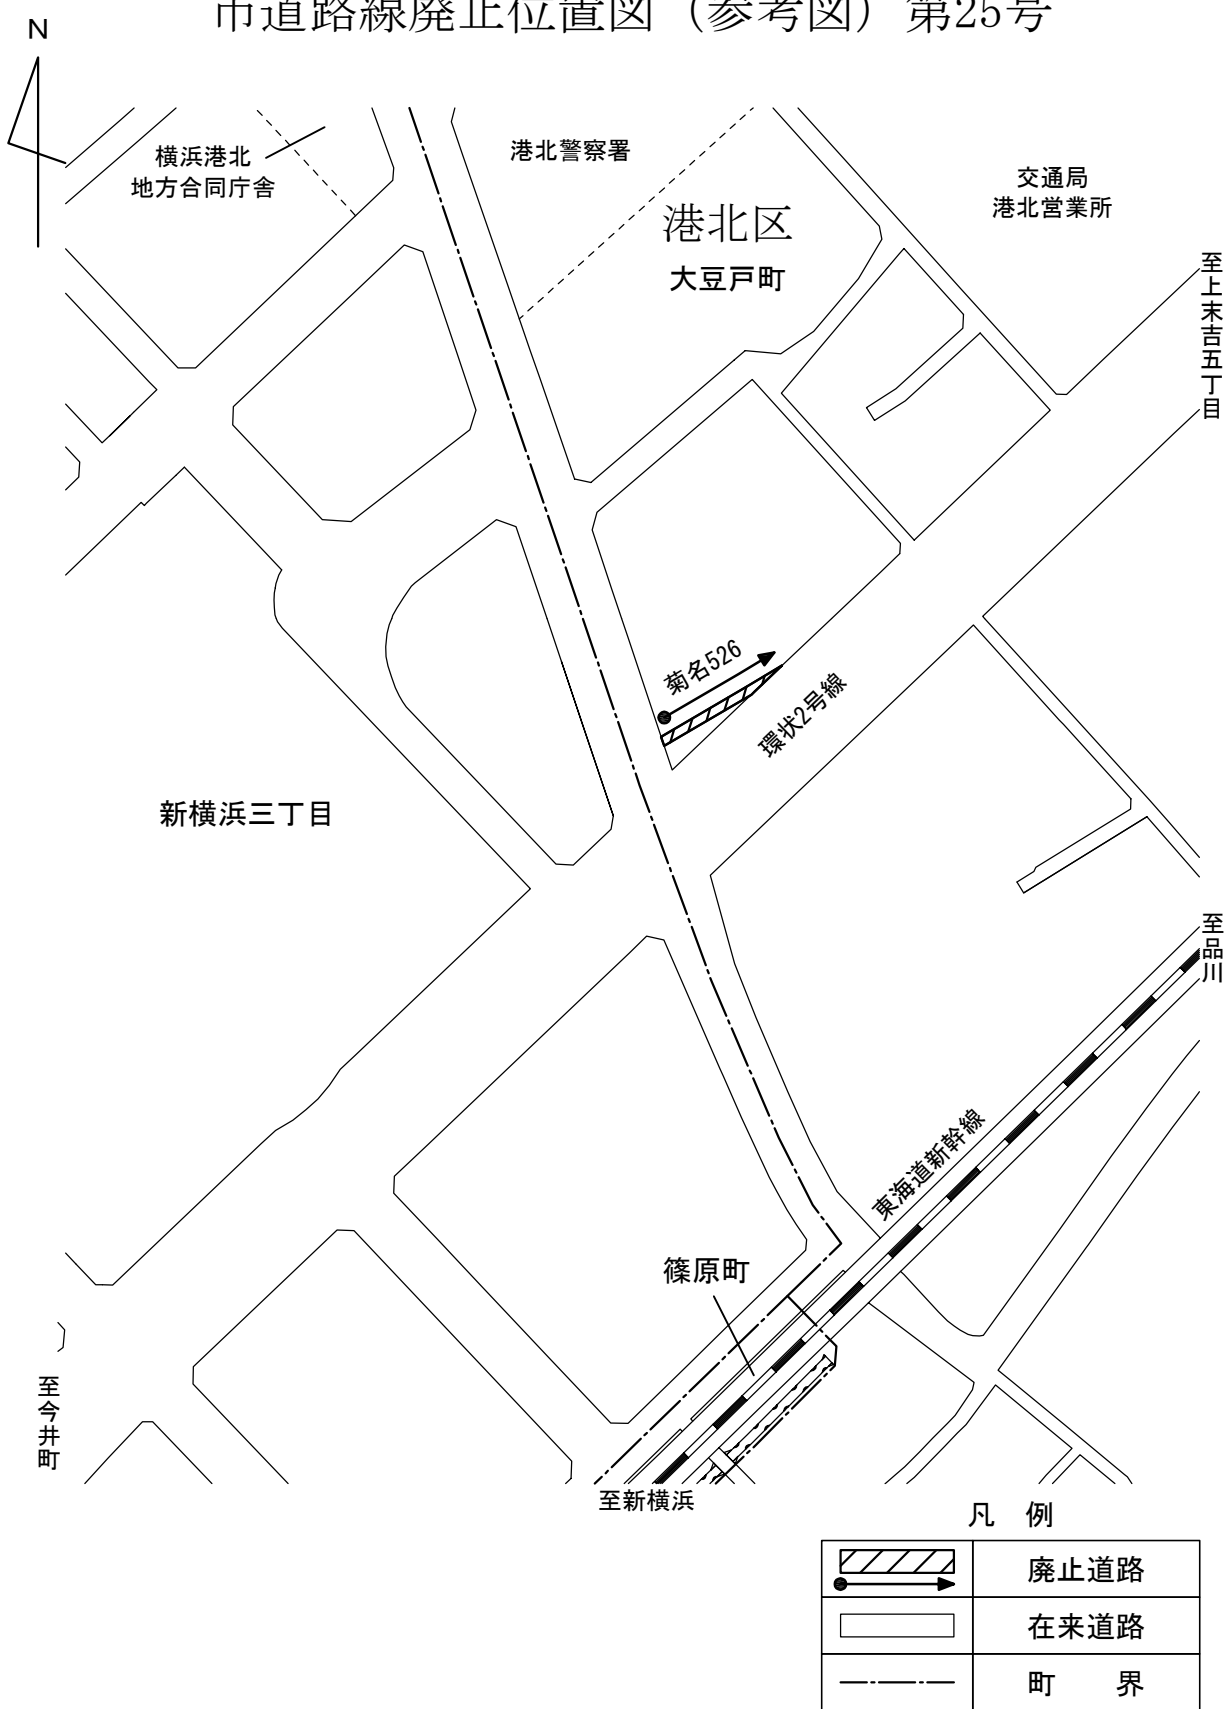 市道路線廃止位置図（参考図）第25号
N
横浜港北
地方合同庁舎
港北警察署
交通局
港北営業所
港北区
大豆戸町
至上末吉五丁目
菊名526
環状2号線
新横浜三丁目
至品川
東海道新幹線
篠原町
至今井町
至新横浜
凡 例
廃止道路
在来道路
町 界